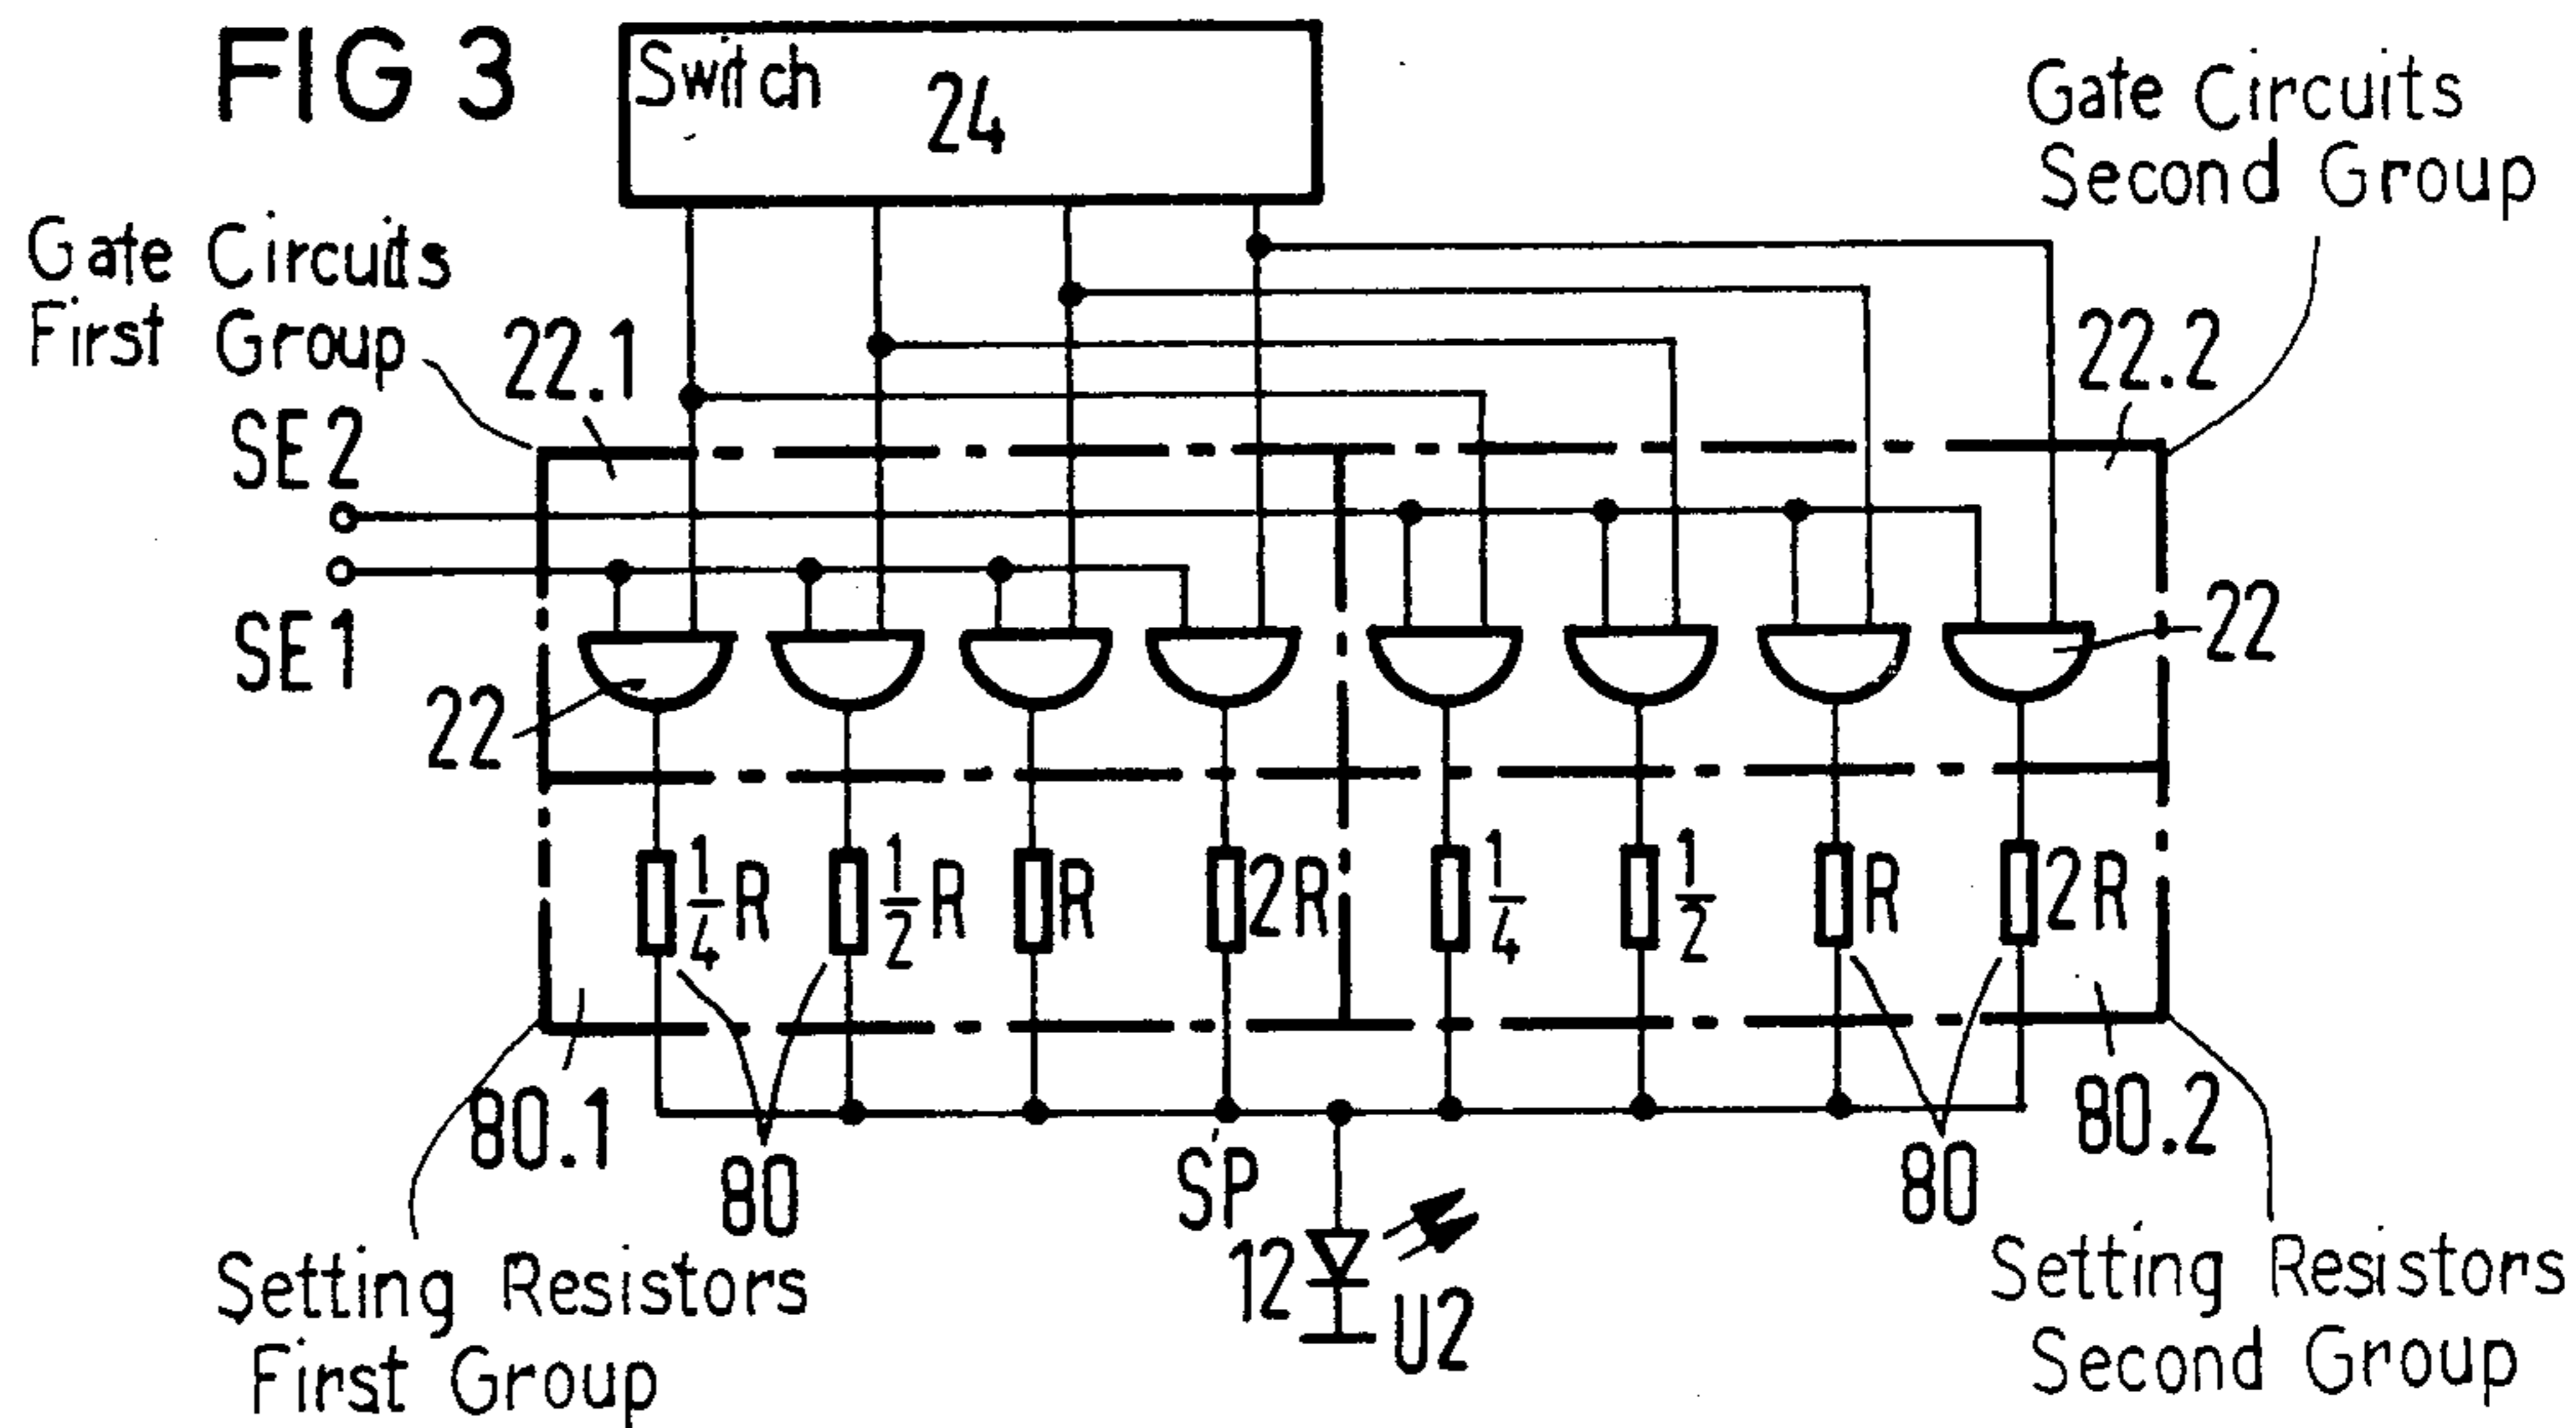 FIG 3
Switch
24
Gate Circuits
Second Group
Gate Circuits
First Group
22.1
22.2
SE2
SE1
22
22
1/4 R
1/2 R
R
2R
1/4
1/2
R
2R
80.1
80
SP
80
80.2
12
U2
Setting Resistors
First Group
Setting Resistors
Second Group